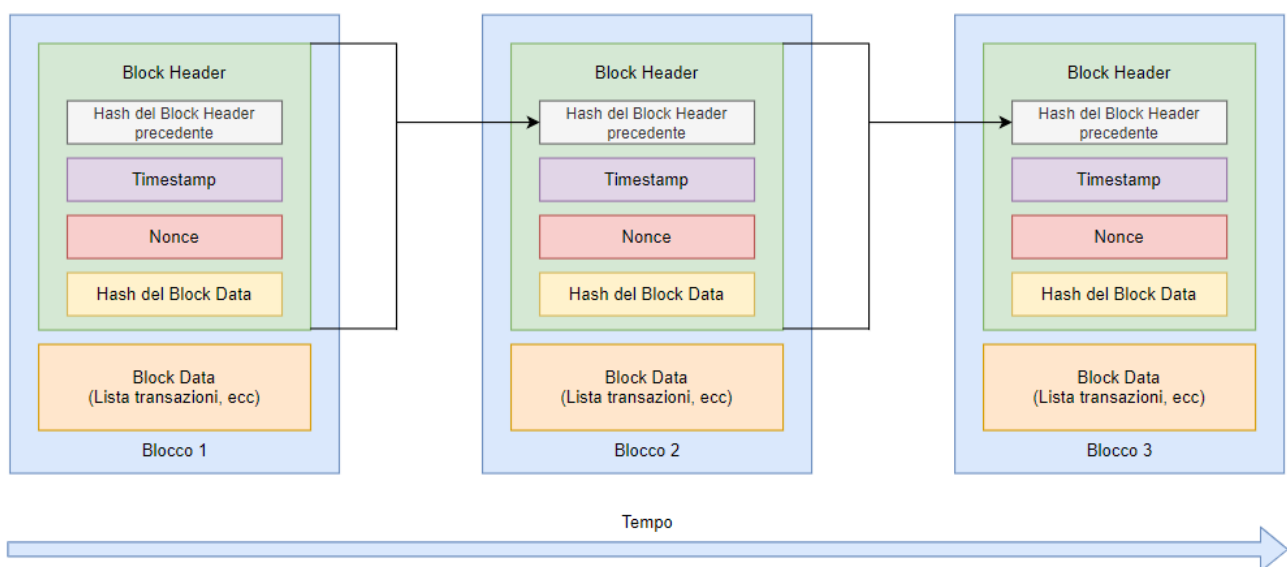 Block Header
Hash del Block Header
precedente
Timestamp
Nonce
Hash del Block Data
Block Data
(Lista transazioni, ecc)
Blocco 1
Block Header
Hash del Block Header
precedente
Timestamp
Nonce
Hash del Block Data
Block Data
(Lista transazioni, ecc)
Blocco 2
Block Header
Hash del Block Header
precedente
Timestamp
Nonce
Hash del Block Data
Block Data
(Lista transazioni, ecc)
Blocco 3
Tempo